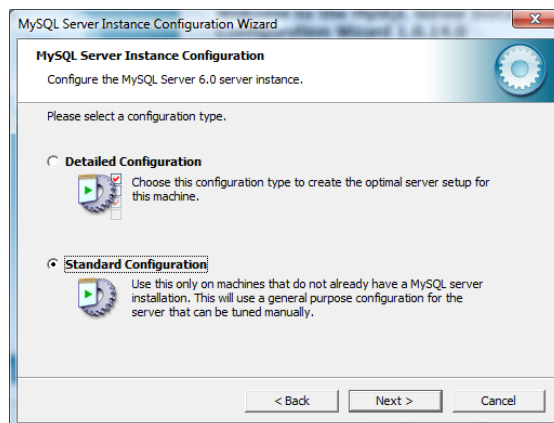 MySQL Server Instance Configuration Wizard
MySQL Server Instance Configuration
Configure the MySQL Server 6.0 server instance.
Please select a configuration type.
Detailed Configuration
Choose this configuration type to create the optimal server setup for
this machine.
Standard Configuration
Use this only on machines that do not already have a MySQL server
installation. This will use a general purpose configuration for the
server that can be tuned manually.
< Back
Next >
Cancel